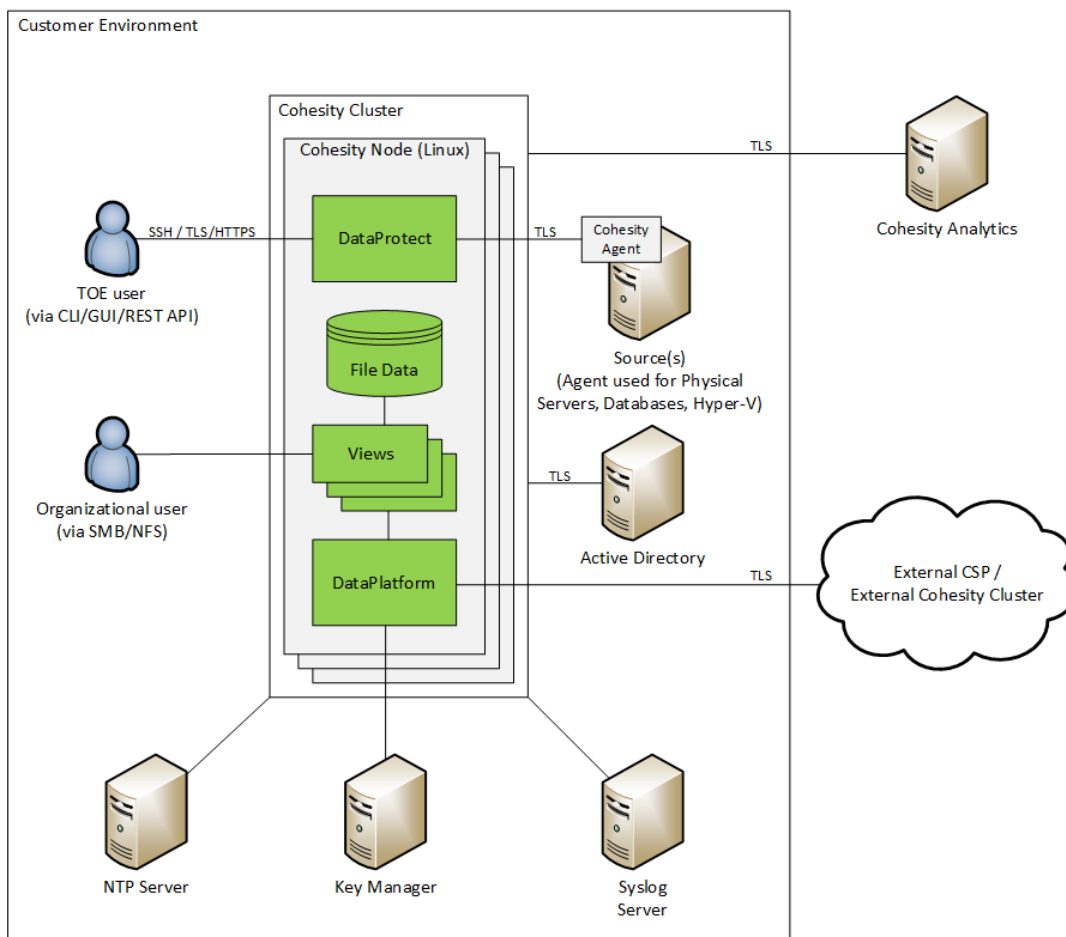 Customer Environment
Cohesity Cluster
Cohesity Node (Linux)
TLS
Cohesity Analytics
SSH / TLS/HTTPS
DataProtect
TLS
Cohesity
Agent
TOE user
(via CLI/GUI/REST API)
File Data
Source(s)
(Agent used for Physical
Servers, Databases, Hyper-V)
Views
Organizational user
(via SMB/NFS)
TLS
Active Directory
DataPlatform
TLS
External CSP /
External Cohesity Cluster
NTP Server
Key Manager
Syslog
Server